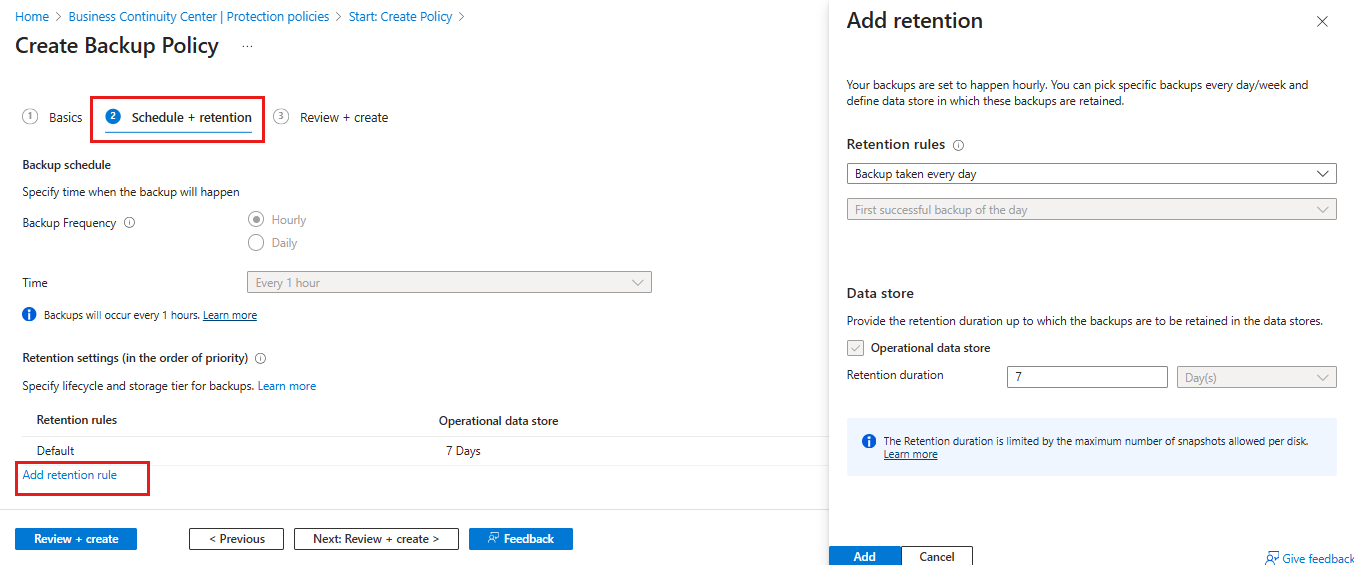 Home > Business Continuity Center | Protection policies > Start: Create Policy >
Create Backup Policy ...
1 Basics 2 Schedule + retention 3 Review + create
Backup schedule
Specify time when the backup will happen
Backup Frequency
Hourly
Daily
Time Every 1 hour
Backups will occur every 1 hours. Learn more
Retention settings (in the order of priority)
Specify lifecycle and storage tier for backups. Learn more
Retention rules Operational data store
Default 7 Days
Add retention rule
Review + create < Previous Next: Review + create > Feedback
Add retention
Your backups are set to happen hourly. You can pick specific backups every day/week and
define data store in which these backups are retained.
Retention rules
Backup taken every day
First successful backup of the day
Data store
Provide the retention duration up to which the backups are to be retained in the data stores.
Operational data store
Retention duration 7 Day(s)
The Retention duration is limited by the maximum number of snapshots allowed per disk.
Learn more
Add Cancel Give feedback